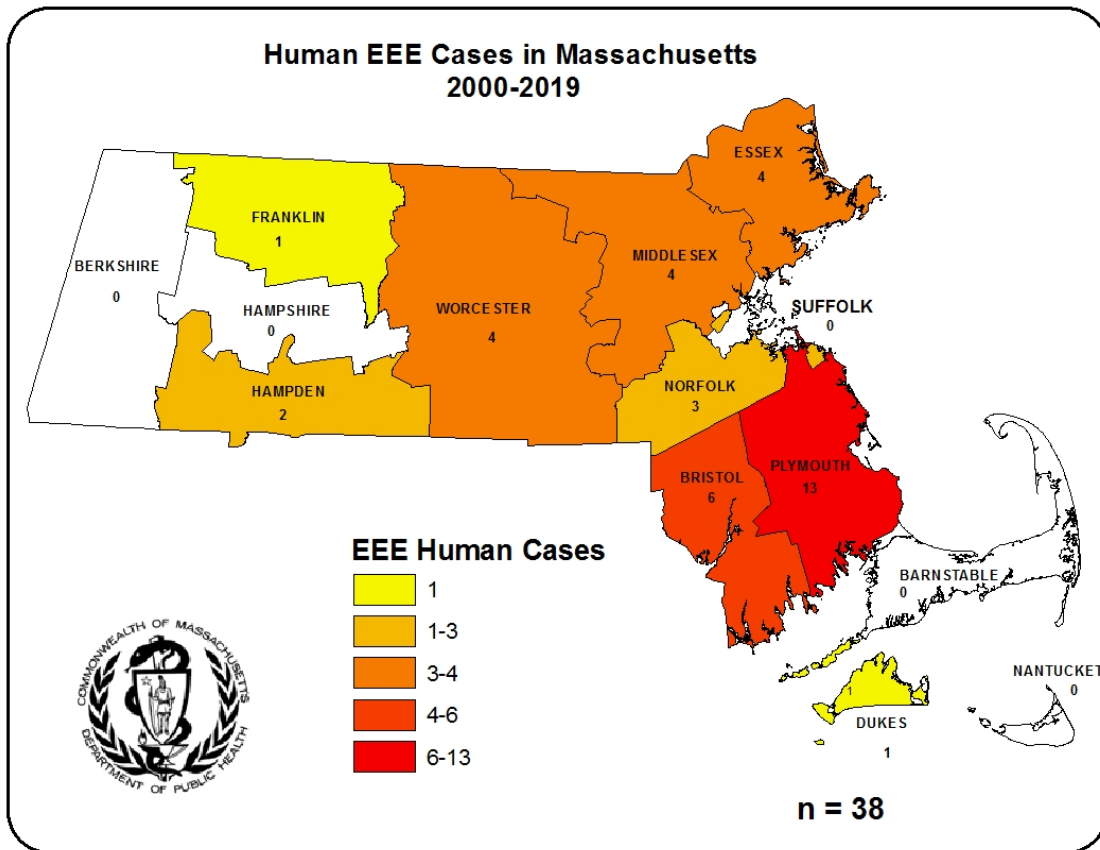 Human EEE Cases in Massachusetts
2000-2019
ESSEX
4
FRANKLIN
1
MIDDLESEX
4
BERKSHIRE
0
HAMPSHIRE
0
WORCESTER
4
SUFFOLK
0
HAMPDEN
2
NORFOLK
3
BRISTOL
6
PLYMOUTH
13
BARNSTABLE
0
NANTUCKET
0
1
DUKES
1
EEE Human Cases
1
1-3
3-4
4-6
6-13
COMMONWEALTH OF MASSACHUSETTS
DEPARTMENT OF PUBLIC HEALTH
n = 38